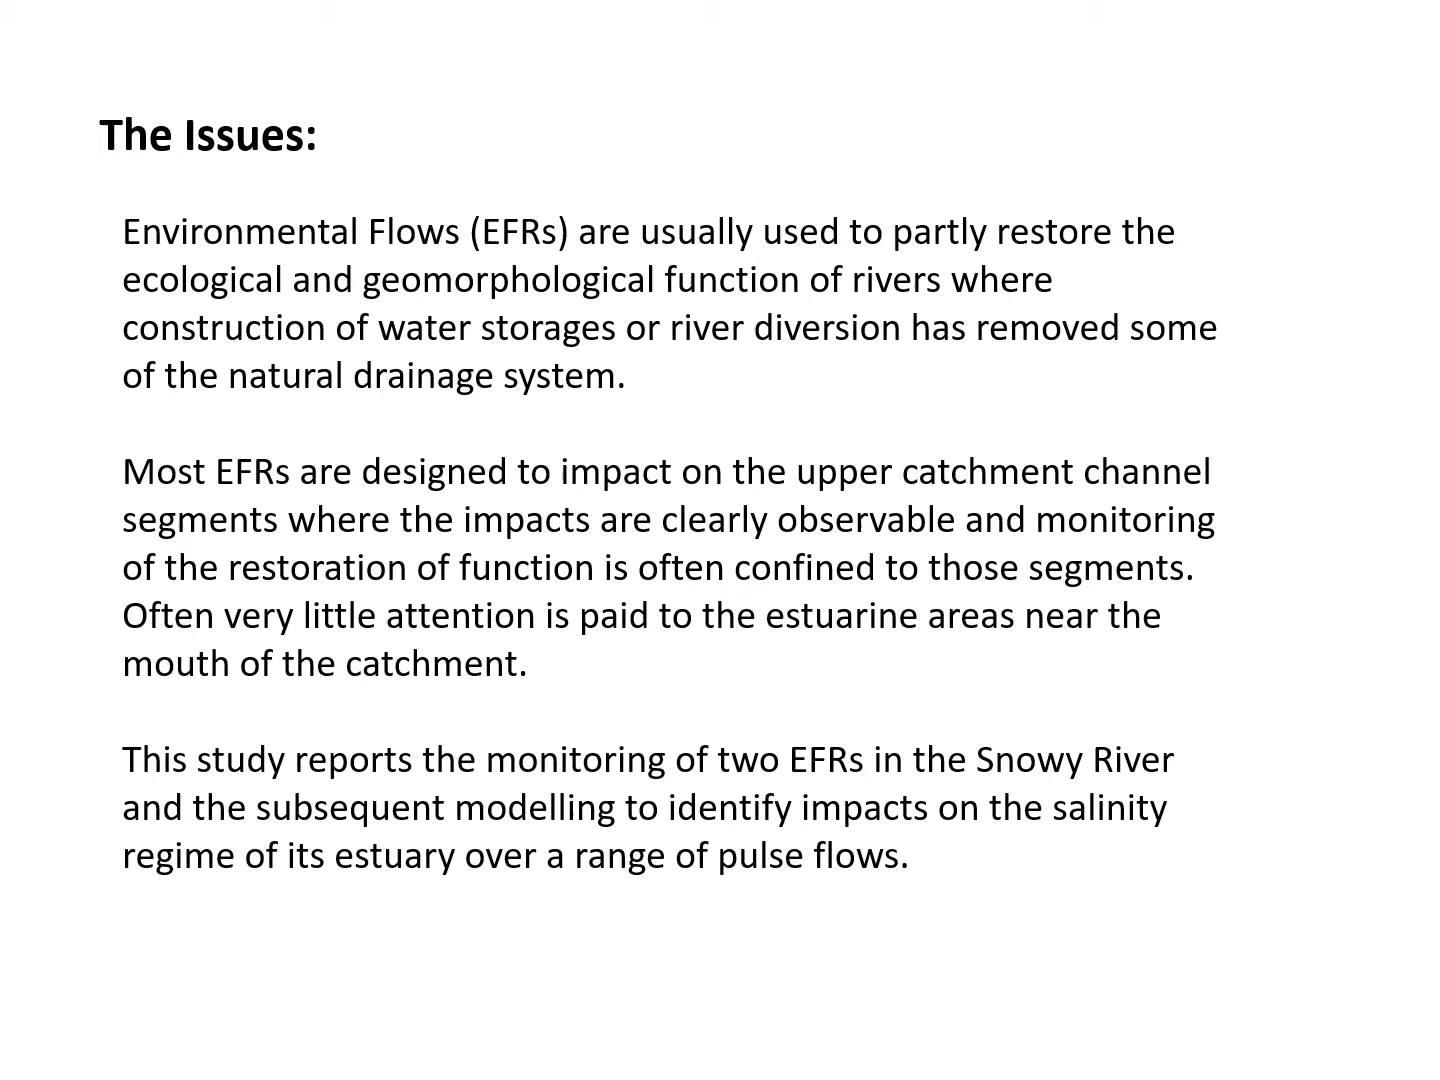 The Issues:
Environmental Flows (EFRs) are usually used to partly restore the
ecological and geomorphological function of rivers where
construction of water storages or river diversion has removed some
of the natural drainage system.
Most EFRs are designed to impact on the upper catchment channel
segments where the impacts are clearly observable and monitoring
of the restoration of function is often confined to those segments.
Often very little attention is paid to the estuarine areas near the
mouth of the catchment.
This study reports the monitoring of two EFRs in the Snowy River
and the subsequent modelling to identify impacts on the salinity
regime of its estuary over a range of pulse flows.